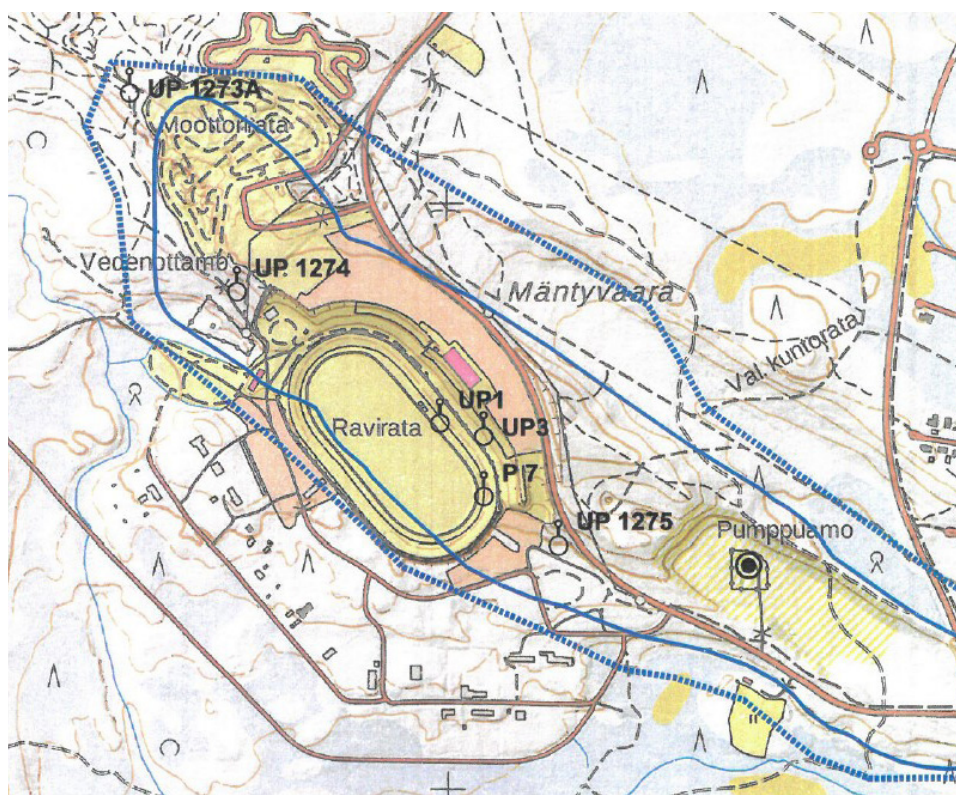 UP 1273A
Moottorirata
Vedenottamo
UP 1274
Mäntyvaara
Val. kuntorata
UP1
Ravirata
UP3
P 7
UP 1275
Pumppuamo